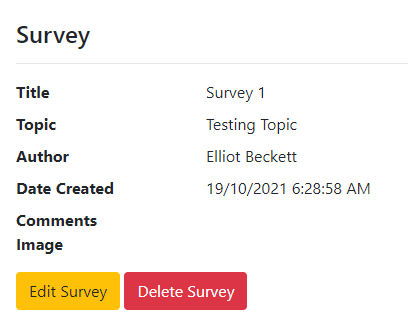 Survey
Title Survey 1
Topic Testing Topic
Author Elliot Beckett
Date Created 19/10/2021 6:28:58 AM
Comments
Image
Edit Survey Delete Survey